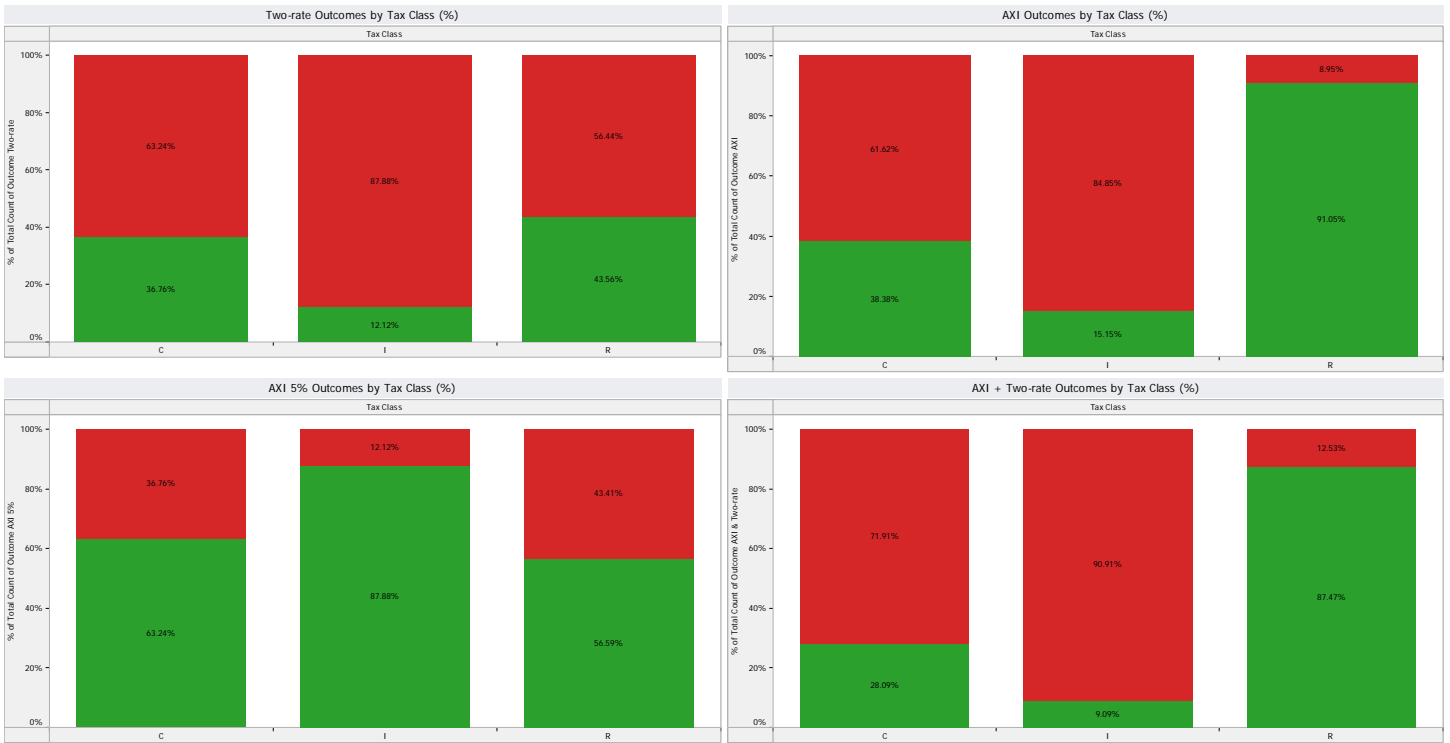 Two-rate Outcomes by Tax Class (%)
Tax Class
% of Total Count of Outcome Two-rate
100%
80%
60%
40%
20%
0%
63.24%
36.76%
87.88%
12.12%
56.44%
43.56%
C
I
R
AXI Outcomes by Tax Class (%)
Tax Class
% of Total Count of Outcome AXI
100%
80%
60%
40%
20%
0%
61.62%
38.38%
84.85%
15.15%
8.95%
91.05%
C
I
R
AXI 5% Outcomes by Tax Class (%)
Tax Class
% of Total Count of Outcome AXI 5%
100%
80%
60%
40%
20%
0%
36.76%
63.24%
12.12%
87.88%
43.41%
56.59%
C
I
R
AXI + Two-rate Outcomes by Tax Class (%)
Tax Class
% of Total Count of Outcome AXI & Two-rate
100%
80%
60%
40%
20%
0%
71.91%
28.09%
90.91%
9.09%
12.53%
87.47%
C
I
R